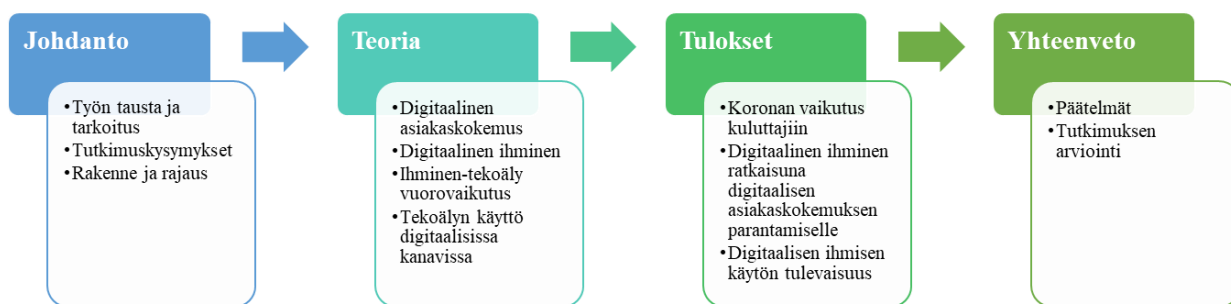 Johdanto
•Työn tausta ja
tarkoitus
•Tutkimuskysymykset
•Rakenne ja rajaus
Teoria
•Digitaalinen
asiakaskokemus
•Digitaalinen ihminen
•Ihminen-tekoäly
vuorovaikutus
•Tekoälyn käyttö
digitaalisissa
kanavissa
Tulokset
•Koronan vaikutus
kuluttajiin
•Digitaalinen ihminen
ratkaisuna
digitaalisen
asiakaskokemuksen
parantamiselle
•Digitaalisen ihmisen
käytön tulevaisuus
Yhteenveto
•Päätelmät
•Tutkimuksen
arviointi